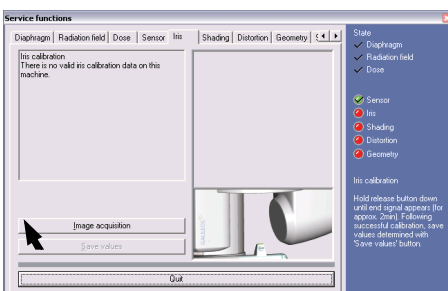 Service functions
Diaphragm Radiation field Dose Sensor Iris Shading Distortion Geometry
Iris calibration
There is no valid iris calibration data on this
machine.
Image acquisition
Save values
Quit
GALILEOS
State
Diaphragm
Radiation field
Dose
Sensor
Iris
Shading
Distortion
Geometry
Iris calibration
Hold release button down
until end signal appears (for
approx. 2min). Following
successful calibration, save
values determined with
'Save values' button.